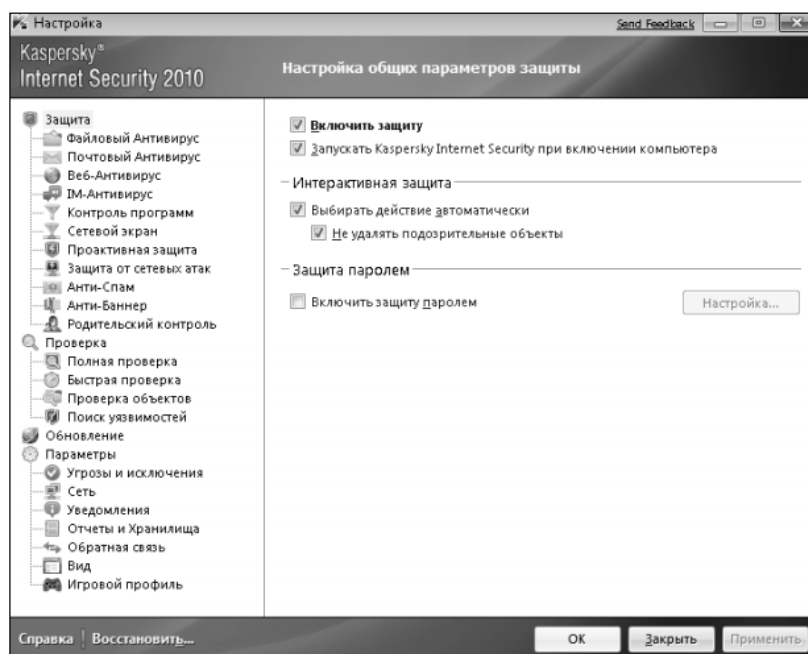 Настройка
Send Feedback
Kaspersky®
Internet Security 2010
Настройка общих параметров защиты
Защита
Файловый Антивирус
Почтовый Антивирус
Веб-Антивирус
IM-Антивирус
Контроль программ
Сетевой экран
Проактивная защита
Защита от сетевых атак
Анти-Спам
Анти-Баннер
Родительский контроль
Проверка
Полная проверка
Быстрая проверка
Проверка объектов
Поиск уязвимостей
Обновление
Параметры
Угрозы и исключения
Сеть
Уведомления
Отчеты и Хранилища
Обратная связь
Вид
Игровой профиль
Включить защиту
Запускать Kaspersky Internet Security при включении компьютера
Интерактивная защита
Выбирать действие автоматически
Не удалять подозрительные объекты
Защита паролем
Включить защиту паролем
Настройка...
Справка
Восстановить...
ОК
Закрыть
Применить